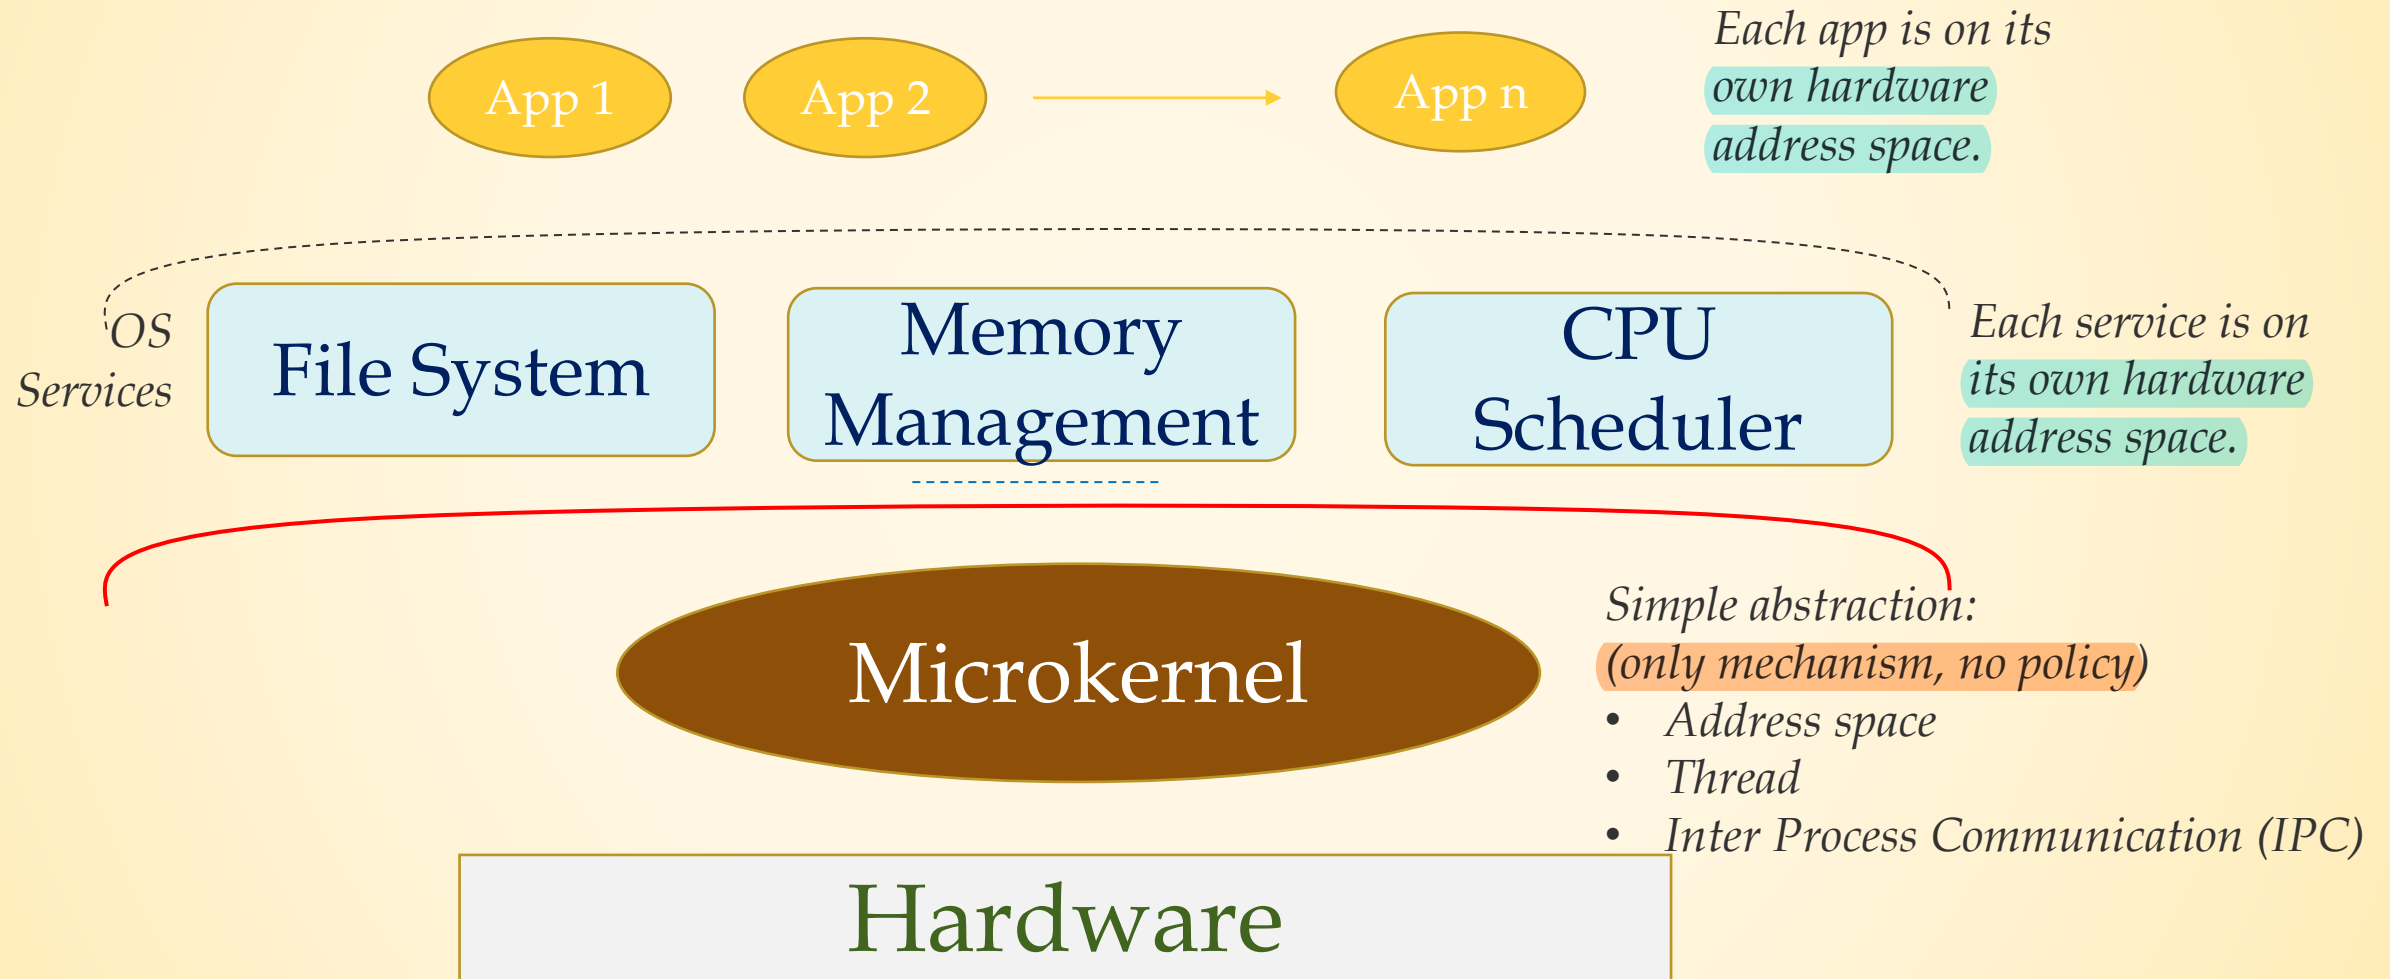 App 1
App 2
App n
Each app is on its
own hardware
address space.
OS
Services
File System
Memory
Management
CPU
Scheduler
Each service is on
its own hardware
address space.
Microkernel
Simple abstraction:
(only mechanism, no policy)
• Address space
• Thread
• Inter Process Communication (IPC)
Hardware